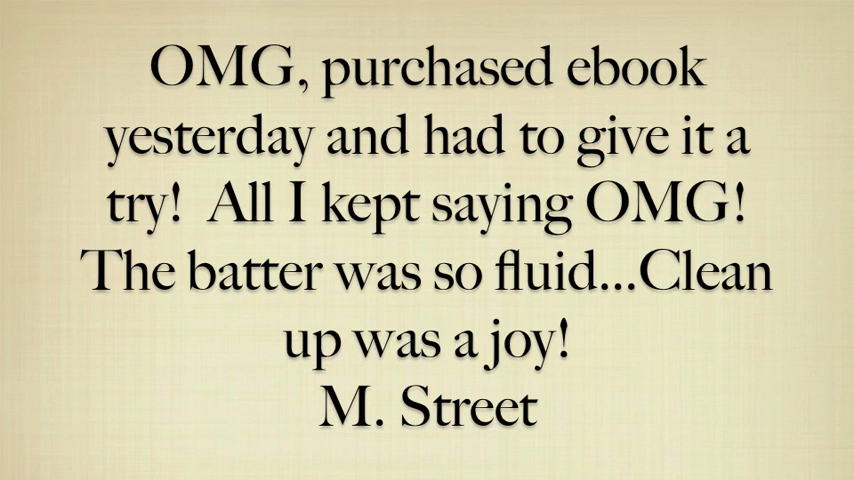 OMG, purchased ebook
yesterday and had to give it a
try!  All I kept saying OMG!
The batter was so fluid...Clean
up was a joy!
M. Street